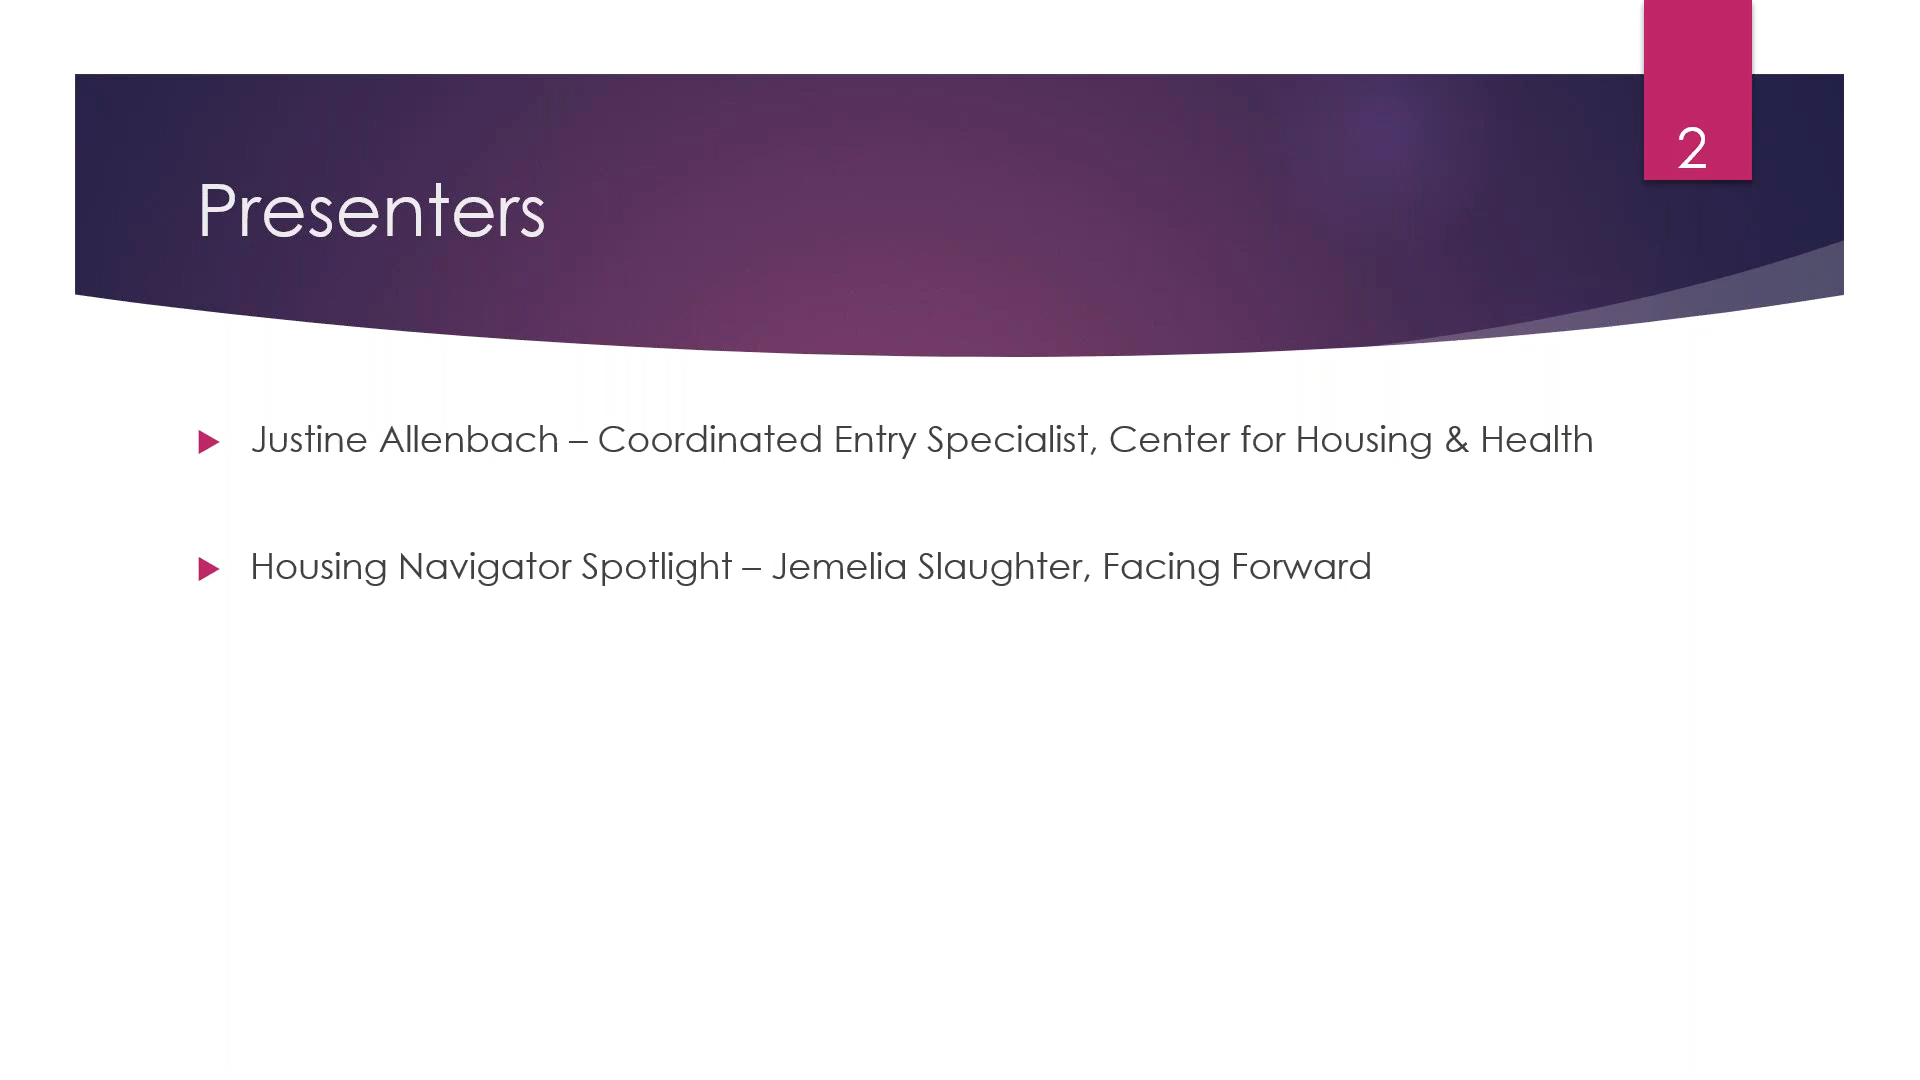 2
Presenters
Justine Allenbach – Coordinated Entry Specialist, Center for Housing & Health
Housing Navigator Spotlight – Jemelia Slaughter, Facing Forward